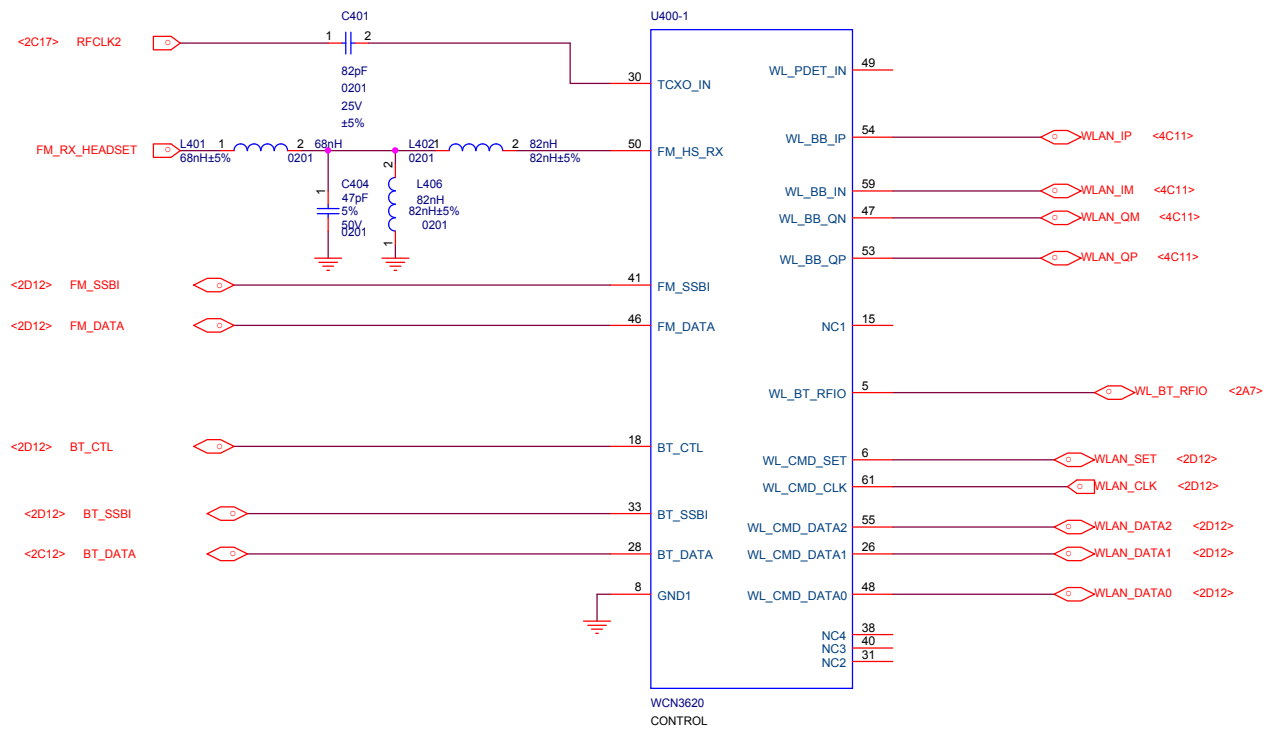 C401
U400-1
<2C17> RFCLK2
1 2
82pF
0201
25V
±5%
30 TCXO_IN
WL_PDET_IN 49
FM_RX_HEADSET
L401 1 2 68nH
68nH±5% 0201
L4021 2 82nH
0201 82nH±5%
50 FM_HS_RX
WL_BB_IP 54 WLAN_IP <4C11>
1 C404
47pF
5%
50V
0201
2 L406
82nH
82nH±5%
0201
1
WL_BB_IN 59 WLAN_IM <4C11>
WL_BB_QN 47 WLAN_QM <4C11>
WL_BB_QP 53 WLAN_QP <4C11>
<2D12> FM_SSBI 41 FM_SSBI
<2D12> FM_DATA 46 FM_DATA
NC1 15
WL_BT_RFIO 5 WL_BT_RFIO <2A7>
<2D12> BT_CTL 18 BT_CTL
WL_CMD_SET 6 WLAN_SET <2D12>
WL_CMD_CLK 61 WLAN_CLK <2D12>
<2D12> BT_SSBI 33 BT_SSBI
WL_CMD_DATA2 55 WLAN_DATA2 <2D12>
<2C12> BT_DATA 28 BT_DATA
WL_CMD_DATA1 26 WLAN_DATA1 <2D12>
8 GND1
WL_CMD_DATA0 48 WLAN_DATA0 <2D12>
NC4 38
NC3 40
NC2 31
WCN3620
CONTROL